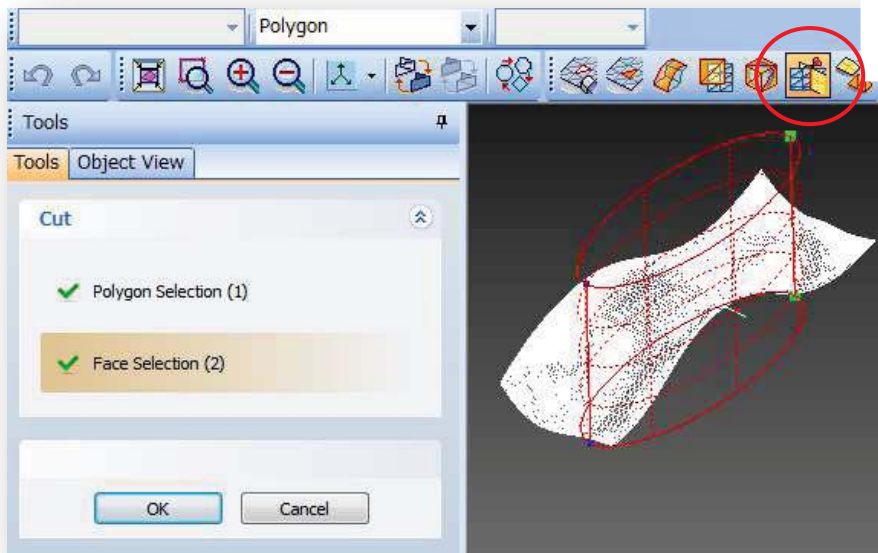 Polygon
Tools
Tools
Object View
Cut
Polygon Selection (1)
Face Selection (2)
OK
Cancel